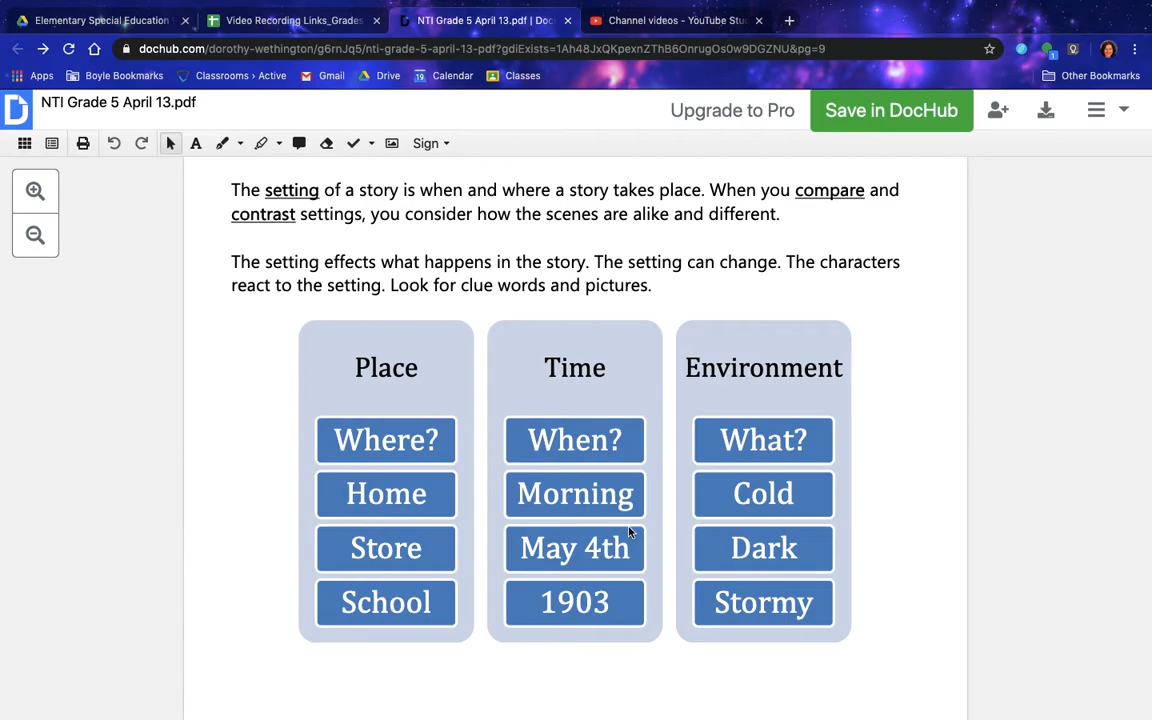 Elementary Special Education
Video Recording Links_Grades
NTI Grade 5 April 13.pdf | Doc
Channel videos - YouTube Stu
dochub.com/dorothy-wethington/g6rnJq5/nti-grade-5-april-13-pdf?gdiExists=1Ah48JxQKpexnZThB6OnrugOs0w9DGZNU&pg=9
Apps
Boyle Bookmarks
Classrooms > Active
Gmail
Drive
Calendar
Classes
Other Bookmarks
NTI Grade 5 April 13.pdf
Upgrade to Pro
Save in DocHub
Sign
The setting of a story is when and where a story takes place. When you compare and
contrast settings, you consider how the scenes are alike and different.
The setting effects what happens in the story. The setting can change. The characters
react to the setting. Look for clue words and pictures.
Place
Where?
Home
Store
School
Time
When?
Morning
May 4th
1903
Environment
What?
Cold
Dark
Stormy